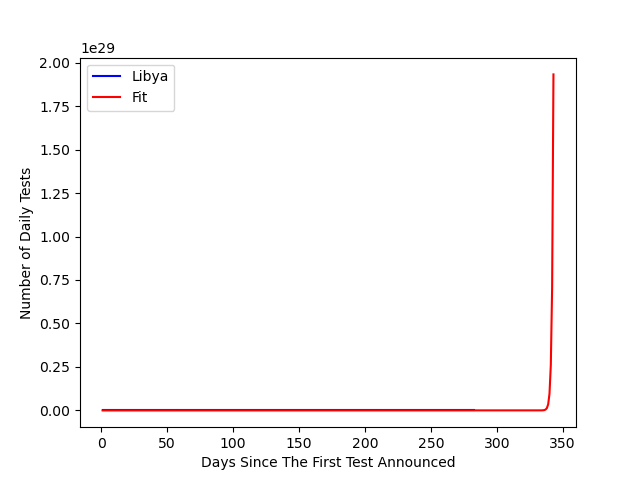 1e29
2.00
1.75
1.50
1.25
1.00
0.75
0.50
0.25
0.00
Number of Daily Tests
Libya
Fit
0 50 100 150 200 250 300 350
Days Since The First Test Announced